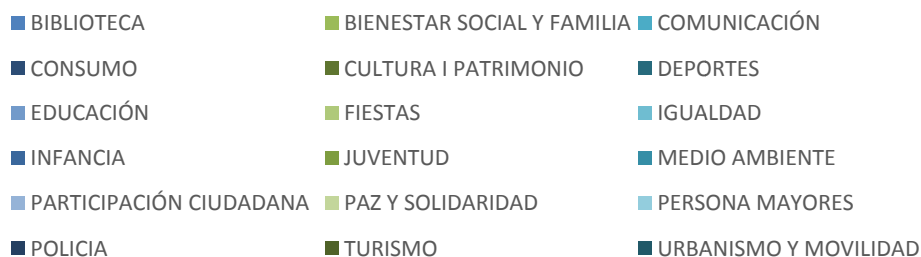 BIBLIOTECA BIENESTAR SOCIAL Y FAMILIA COMUNICACIÓN
CONSUMO CULTURA I PATRIMONIO DEPORTES
EDUCACIÓN FIESTAS IGUALDAD
INFANCIA JUVENTUD MEDIO AMBIENTE
PARTICIPACIÓN CIUDADANA PAZ Y SOLIDARIDAD PERSONA MAYORES
POLICIA TURISMO URBANISMO Y MOVILIDAD